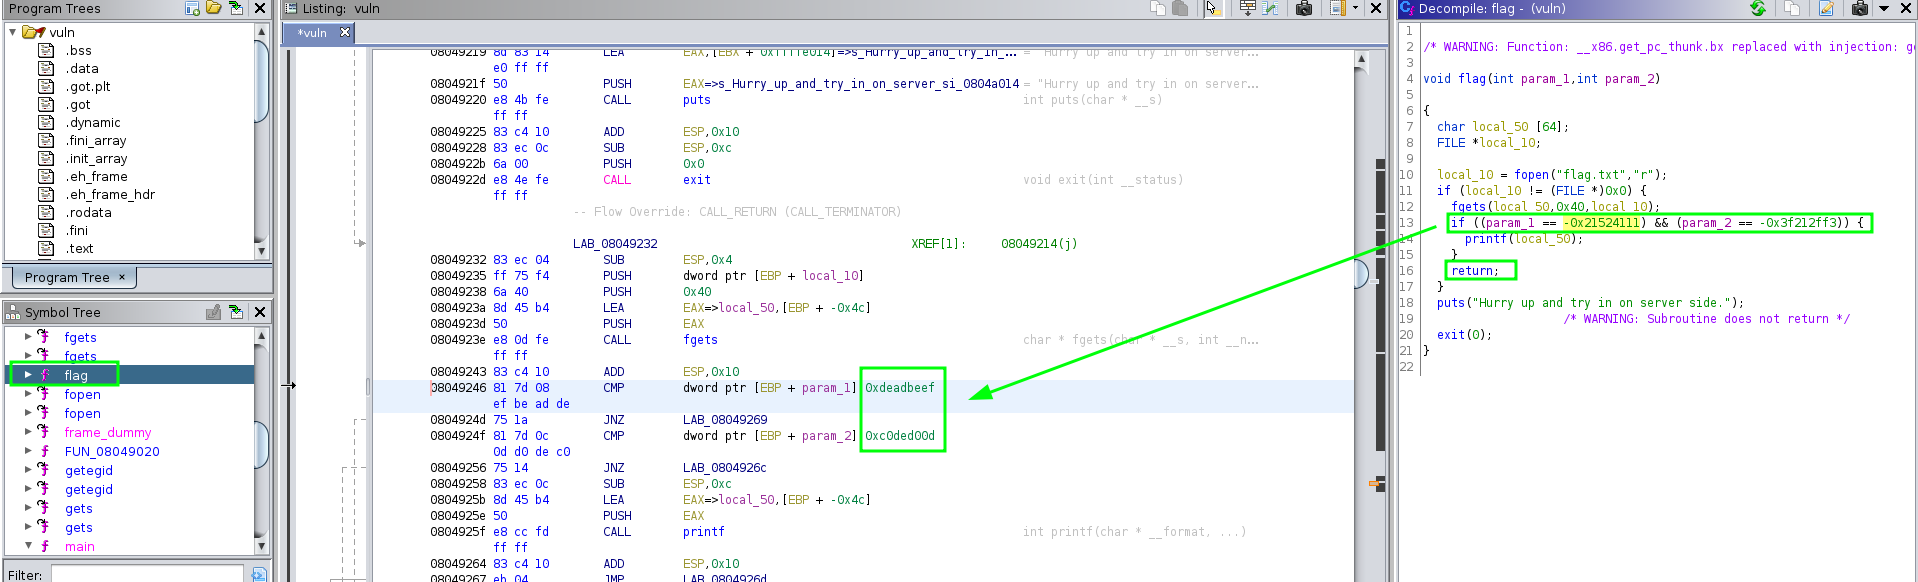 Program Trees
vuln
.bss
.data
.got.plt
.got
.dynamic
.fini_array
.init_array
.eh_frame
.eh_frame_hdr
.rodata
.fini
.text
Program Tree ×
Symbol Tree
fgets
fgets
flag
fopen
fopen
frame_dummy
FUN_08049020
getegid
getegid
gets
gets
main
Filter:
Listing: vuln
*vuln
08049219 8d 83 14 LEA EAX,[EBX + 0xffffe014]=>s_Hurry_up_and_try_in_... = "Hurry up and try in on server...
e0 ff ff
0804921f 50 PUSH EAX=>s_Hurry_up_and_try_in_on_server_si_0804a014 = "Hurry up and try in on server...
08049220 e8 4b fe CALL puts int puts(char * __s)
ff ff
08049225 83 c4 10 ADD ESP,0x10
08049228 83 ec 0c SUB ESP,0xc
0804922b 6a 00 PUSH 0x0
0804922d e8 4e fe CALL exit void exit(int __status)
ff ff
-- Flow Override: CALL_RETURN (CALL_TERMINATOR)
LAB_08049232 XREF[1]: 08049214(j)
08049232 83 ec 04 SUB ESP,0x4
08049235 ff 75 f4 PUSH dword ptr [EBP + local_10]
08049238 6a 40 PUSH 0x40
0804923a 8d 45 b4 LEA EAX=>local_50,[EBP + -0x4c]
0804923d 50 PUSH EAX
0804923e e8 0d fe CALL fgets char * fgets(char * __s, int __n...
ff ff
08049243 83 c4 10 ADD ESP,0x10
08049246 81 7d 08 CMP dword ptr [EBP + param_1] 0xdeadbeef
ef be ad de
0804924d 75 1a JNZ LAB_08049269
0804924f 81 7d 0c CMP dword ptr [EBP + param_2] 0xc0ded00d
0d d0 de c0
08049256 75 14 JNZ LAB_0804926c
08049258 83 ec 0c SUB ESP,0xc
0804925b 8d 45 b4 LEA EAX=>local_50,[EBP + -0x4c]
0804925e 50 PUSH EAX
0804925f e8 cc fd CALL printf int printf(char * __format, ...)
ff ff
08049264 83 c4 10 ADD ESP,0x10
08049267 eb 04 JMP LAB_0804926d
Decompile: flag - (vuln)
1
2 /* WARNING: Function: __x86.get_pc_thunk.bx replaced with injection: ge
3
4 void flag(int param_1,int param_2)
5
6 {
7 char local_50 [64];
8 FILE *local_10;
9
10 local_10 = fopen("flag.txt","r");
11 if (local_10 != (FILE *)0x0) {
12 fgets(local_50,0x40,local_10);
13 if ((param_1 == -0x21524111) && (param_2 == -0x3f212ff3)) {
14 printf(local_50);
15 }
16 return;
17 }
18 puts("Hurry up and try in on server side.");
19 /* WARNING: Subroutine does not return */
20 exit(0);
21 }
22